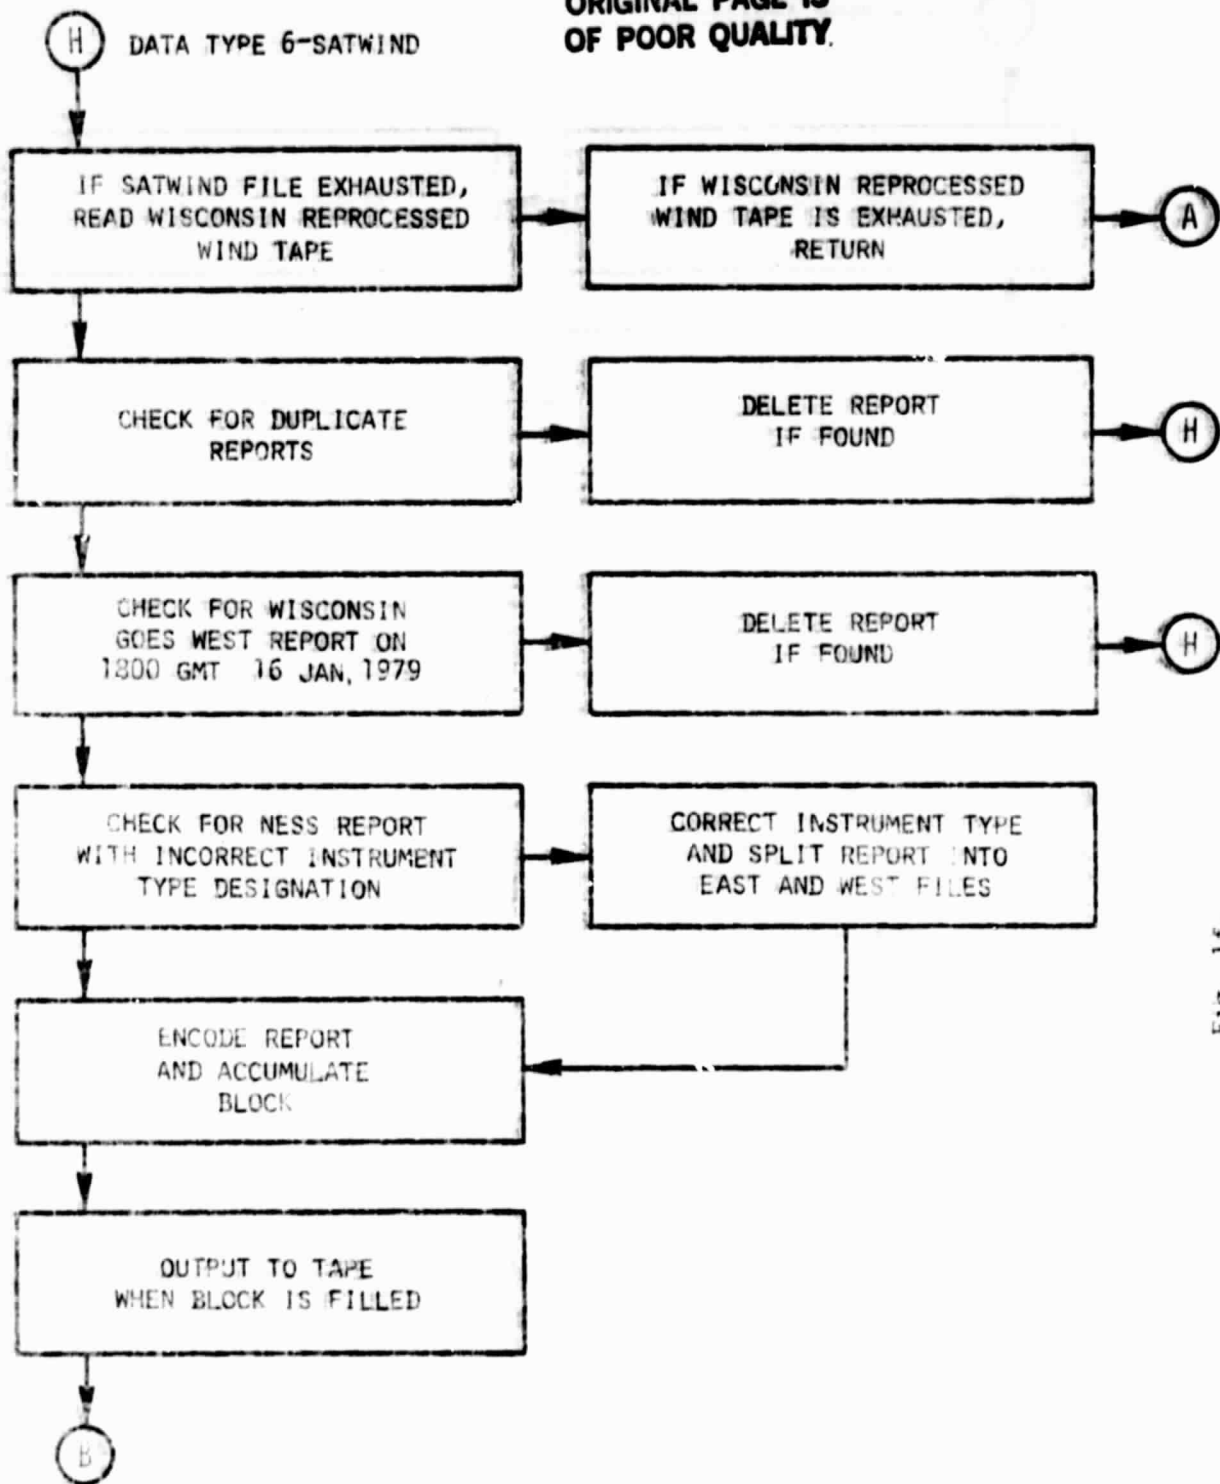 ORIGINAL PAGE IS
OF POOR QUALITY.
H DATA TYPE 6-SATWIND
IF SATWIND FILE EXHAUSTED,
READ WISCONSIN REPROCESSED
WIND TAPE
IF WISCONSIN REPROCESSED
WIND TAPE IS EXHAUSTED,
RETURN
A
CHECK FOR DUPLICATE
REPORTS
DELETE REPORT
IF FOUND
H
CHECK FOR WISCONSIN
GOES WEST REPORT ON
1800 GMT 16 JAN, 1979
DELETE REPORT
IF FOUND
H
CHECK FOR NESS REPORT
WITH INCORRECT INSTRUMENT
TYPE DESIGNATION
CORRECT INSTRUMENT TYPE
AND SPLIT REPORT INTO
EAST AND WEST FILES
ENCODE REPORT
AND ACCUMULATE
BLOCK
OUTPUT TO TAPE
WHEN BLOCK IS FILLED
B